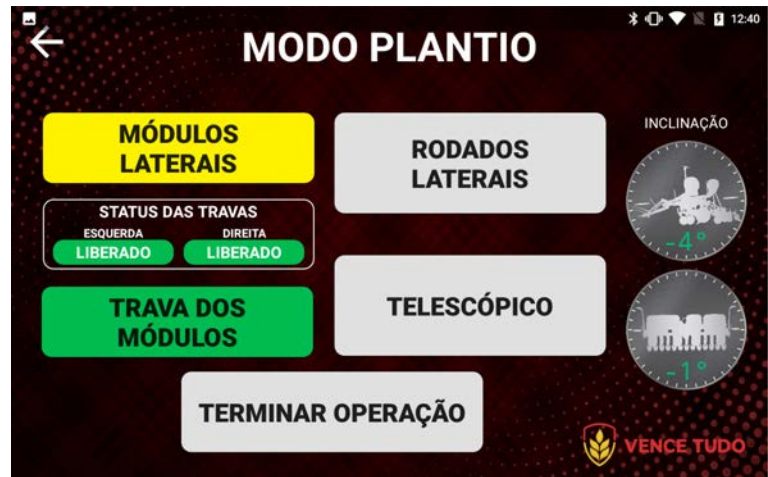 12:40
MODO PLANTIO
MÓDULOS
LATERAIS
RODADOS
LATERAIS
INCLINAÇÃO
STATUS DAS TRAVAS
ESQUERDA DIREITA
LIBERADO LIBERADO
-4°
TRAVA DOS
MÓDULOS
TELESCÓPICO
-1°
TERMINAR OPERAÇÃO
VENCE TUDO